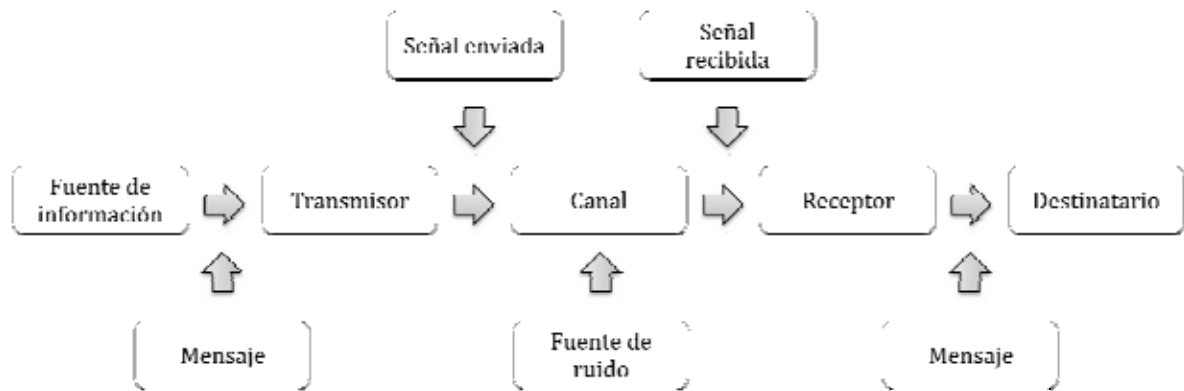 Señal enviada
Señal
recibida
Fuente de
información
Transmisor
Canal
Receptor
Destinatario
Mensaje
Fuente de
ruido
Mensaje